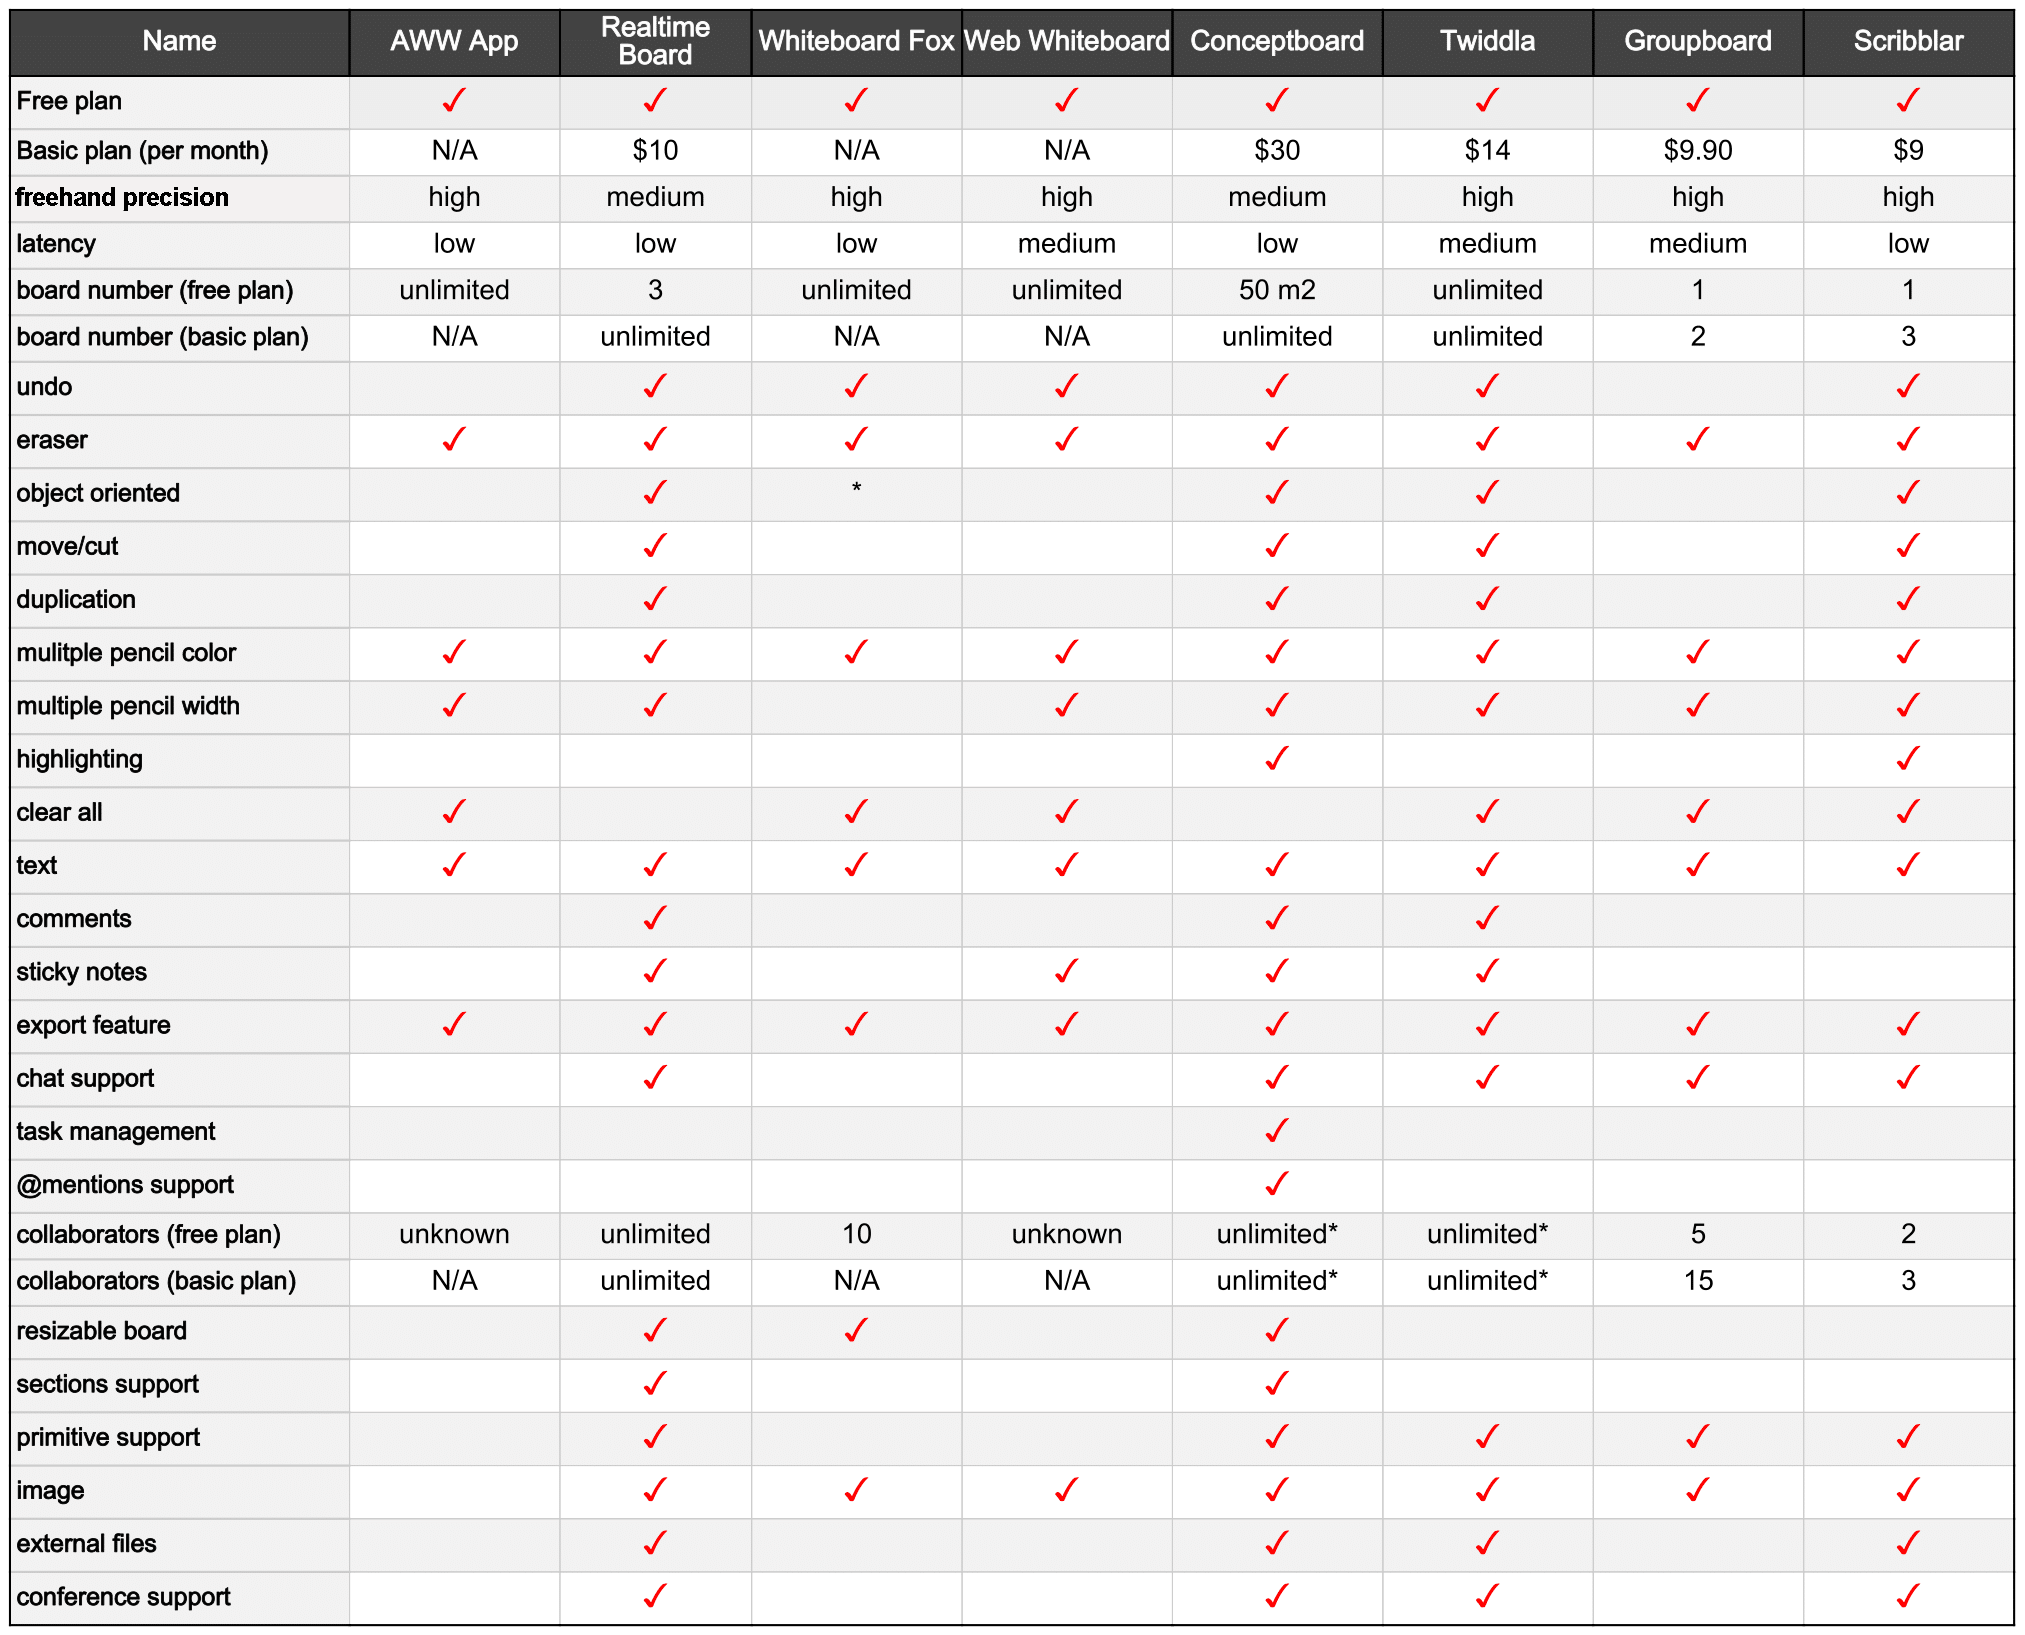 Name AWW App Realtime Board Whiteboard Fox Web Whiteboard Conceptboard Twiddla Groupboard Scribblar
Free plan ✓ ✓ ✓ ✓ ✓ ✓ ✓ ✓
Basic plan (per month) N/A $10 N/A N/A $30 $14 $9.90 $9
freehand precision high medium high high medium high high high
latency low low low medium low medium medium low
board number (free plan) unlimited 3 unlimited unlimited 50 m2 unlimited 1 1
board number (basic plan) N/A unlimited N/A N/A unlimited unlimited 2 3
undo ✓ ✓ ✓ ✓ ✓ ✓
eraser ✓ ✓ ✓ ✓ ✓ ✓ ✓ ✓
object oriented ✓ * ✓ ✓ ✓
move/cut ✓ ✓ ✓ ✓
duplication ✓ ✓ ✓ ✓
mulitple pencil color ✓ ✓ ✓ ✓ ✓ ✓ ✓ ✓
multiple pencil width ✓ ✓ ✓ ✓ ✓ ✓ ✓
highlighting ✓ ✓
clear all ✓ ✓ ✓ ✓ ✓ ✓
text ✓ ✓ ✓ ✓ ✓ ✓ ✓ ✓
comments ✓ ✓ ✓
sticky notes ✓ ✓ ✓ ✓
export feature ✓ ✓ ✓ ✓ ✓ ✓ ✓ ✓
chat support ✓ ✓ ✓ ✓ ✓
task management ✓
@mentions support ✓
collaborators (free plan) unknown unlimited 10 unknown unlimited* unlimited* 5 2
collaborators (basic plan) N/A unlimited N/A N/A unlimited* unlimited* 15 3
resizable board ✓ ✓ ✓
sections support ✓ ✓
primitive support ✓ ✓ ✓ ✓ ✓
image ✓ ✓ ✓ ✓ ✓ ✓ ✓
external files ✓ ✓ ✓ ✓
conference support ✓ ✓ ✓ ✓